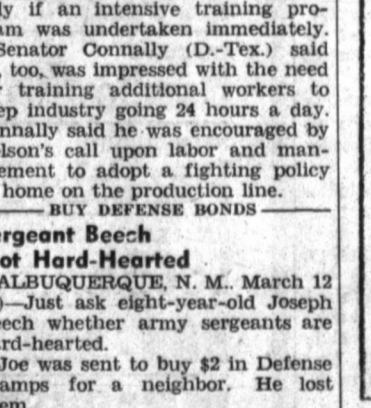 ly if an intensive training pro-
am was undertaken immediately.
Senator Connally (D.-Tex.) said
, too, was impressed with the need
r training additional workers to
ep industry going 24 hours a day.
nnally said he was encouraged by
elson's call upon labor and man-
ement to adopt a fighting policy
home on the production line.
BUY DEFENSE BONDS
ergeant Beech
ot Hard-Hearted
ALBUQUERQUE, N. M., March 12
)—Just ask eight-year-old Joseph
eech whether army sergeants are
rd-hearted.
Joe was sent to buy $2 in Defense
amps for a neighbor. He lost
em